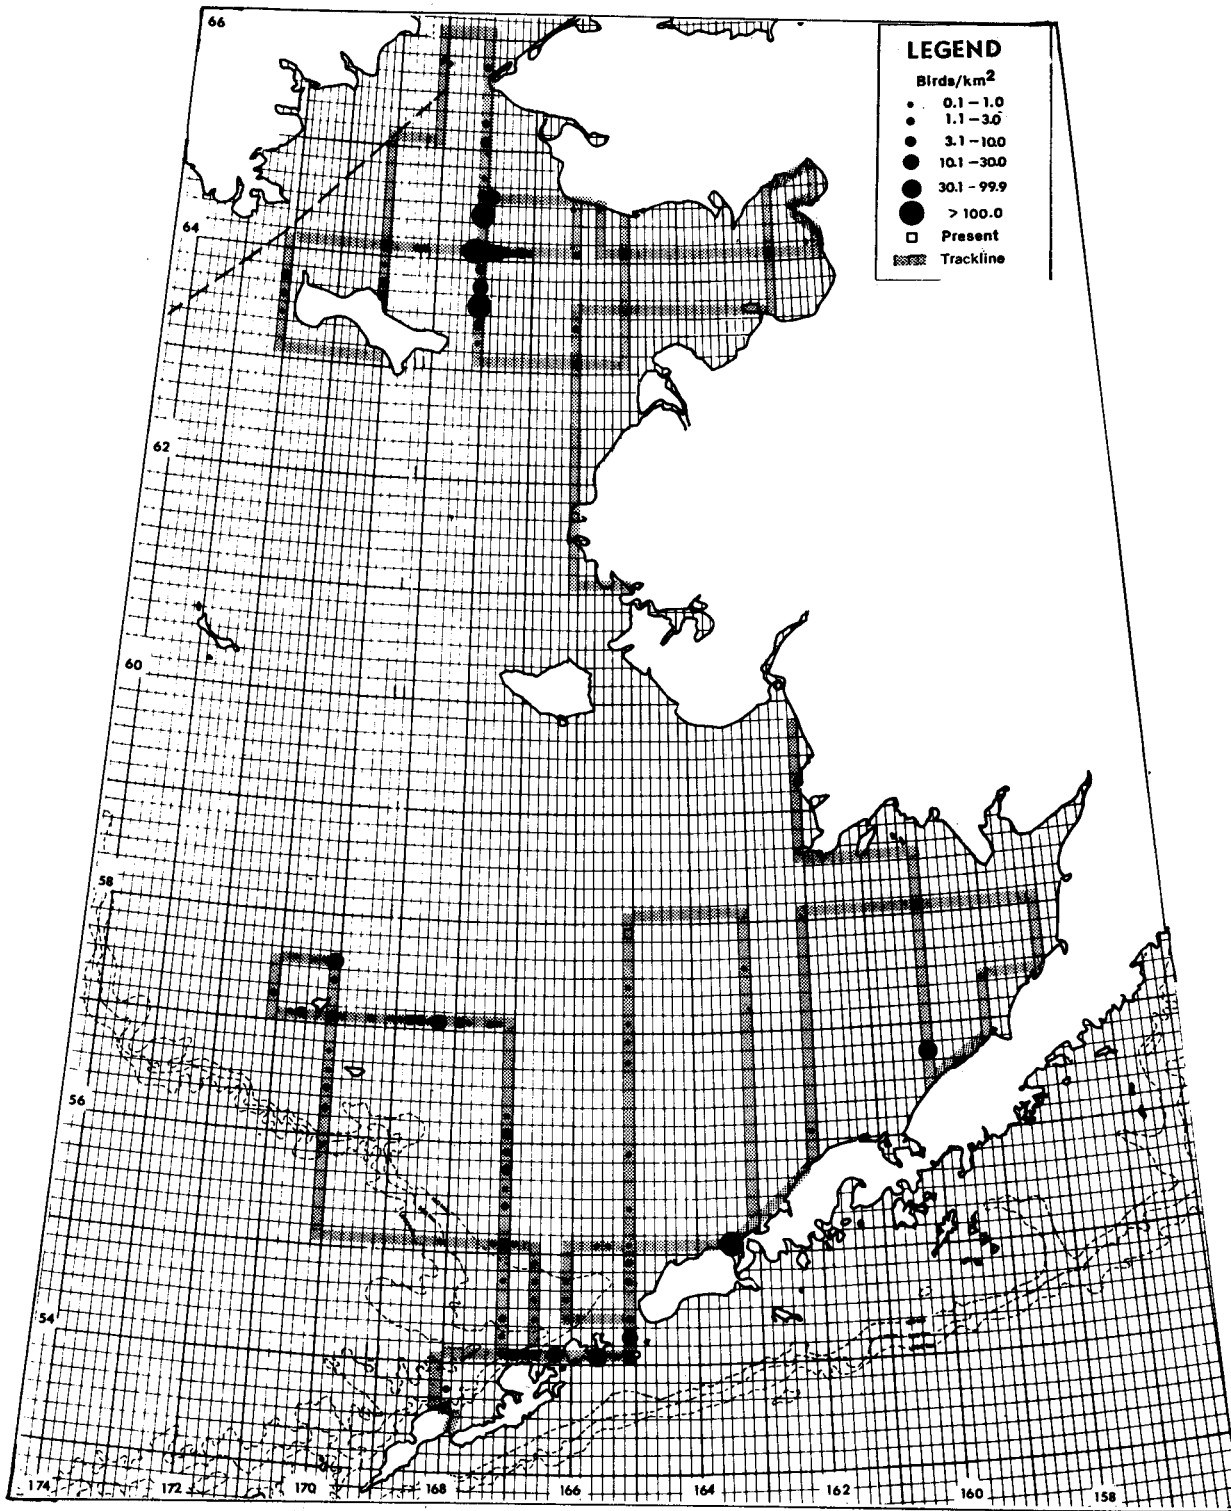 66
LEGEND
Birds/km²
0.1 – 1.0
1.1 – 3.0
3.1 – 10.0
10.1 – 30.0
30.1 – 99.9
> 100.0
Present
Trackline
64
62
60
58
56
54
174 172 170 168 166 164 162 160 158